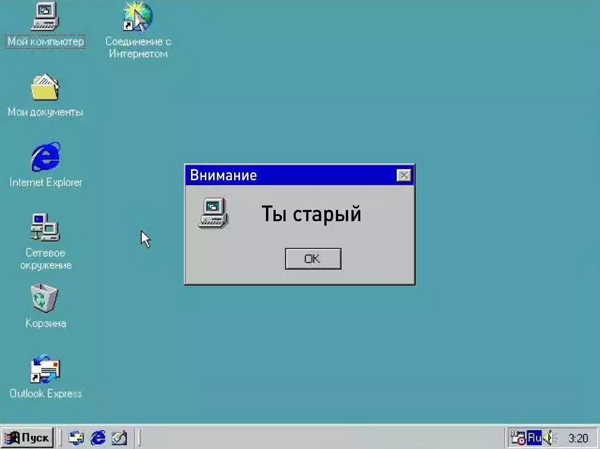 Мой компьютер
Соединение с
Интернетом
Мои документы
Internet Explorer
Сетевое
окружение
Корзина
Outlook Express
Внимание
Ты старый
OK
Пуск
Ru
3:20